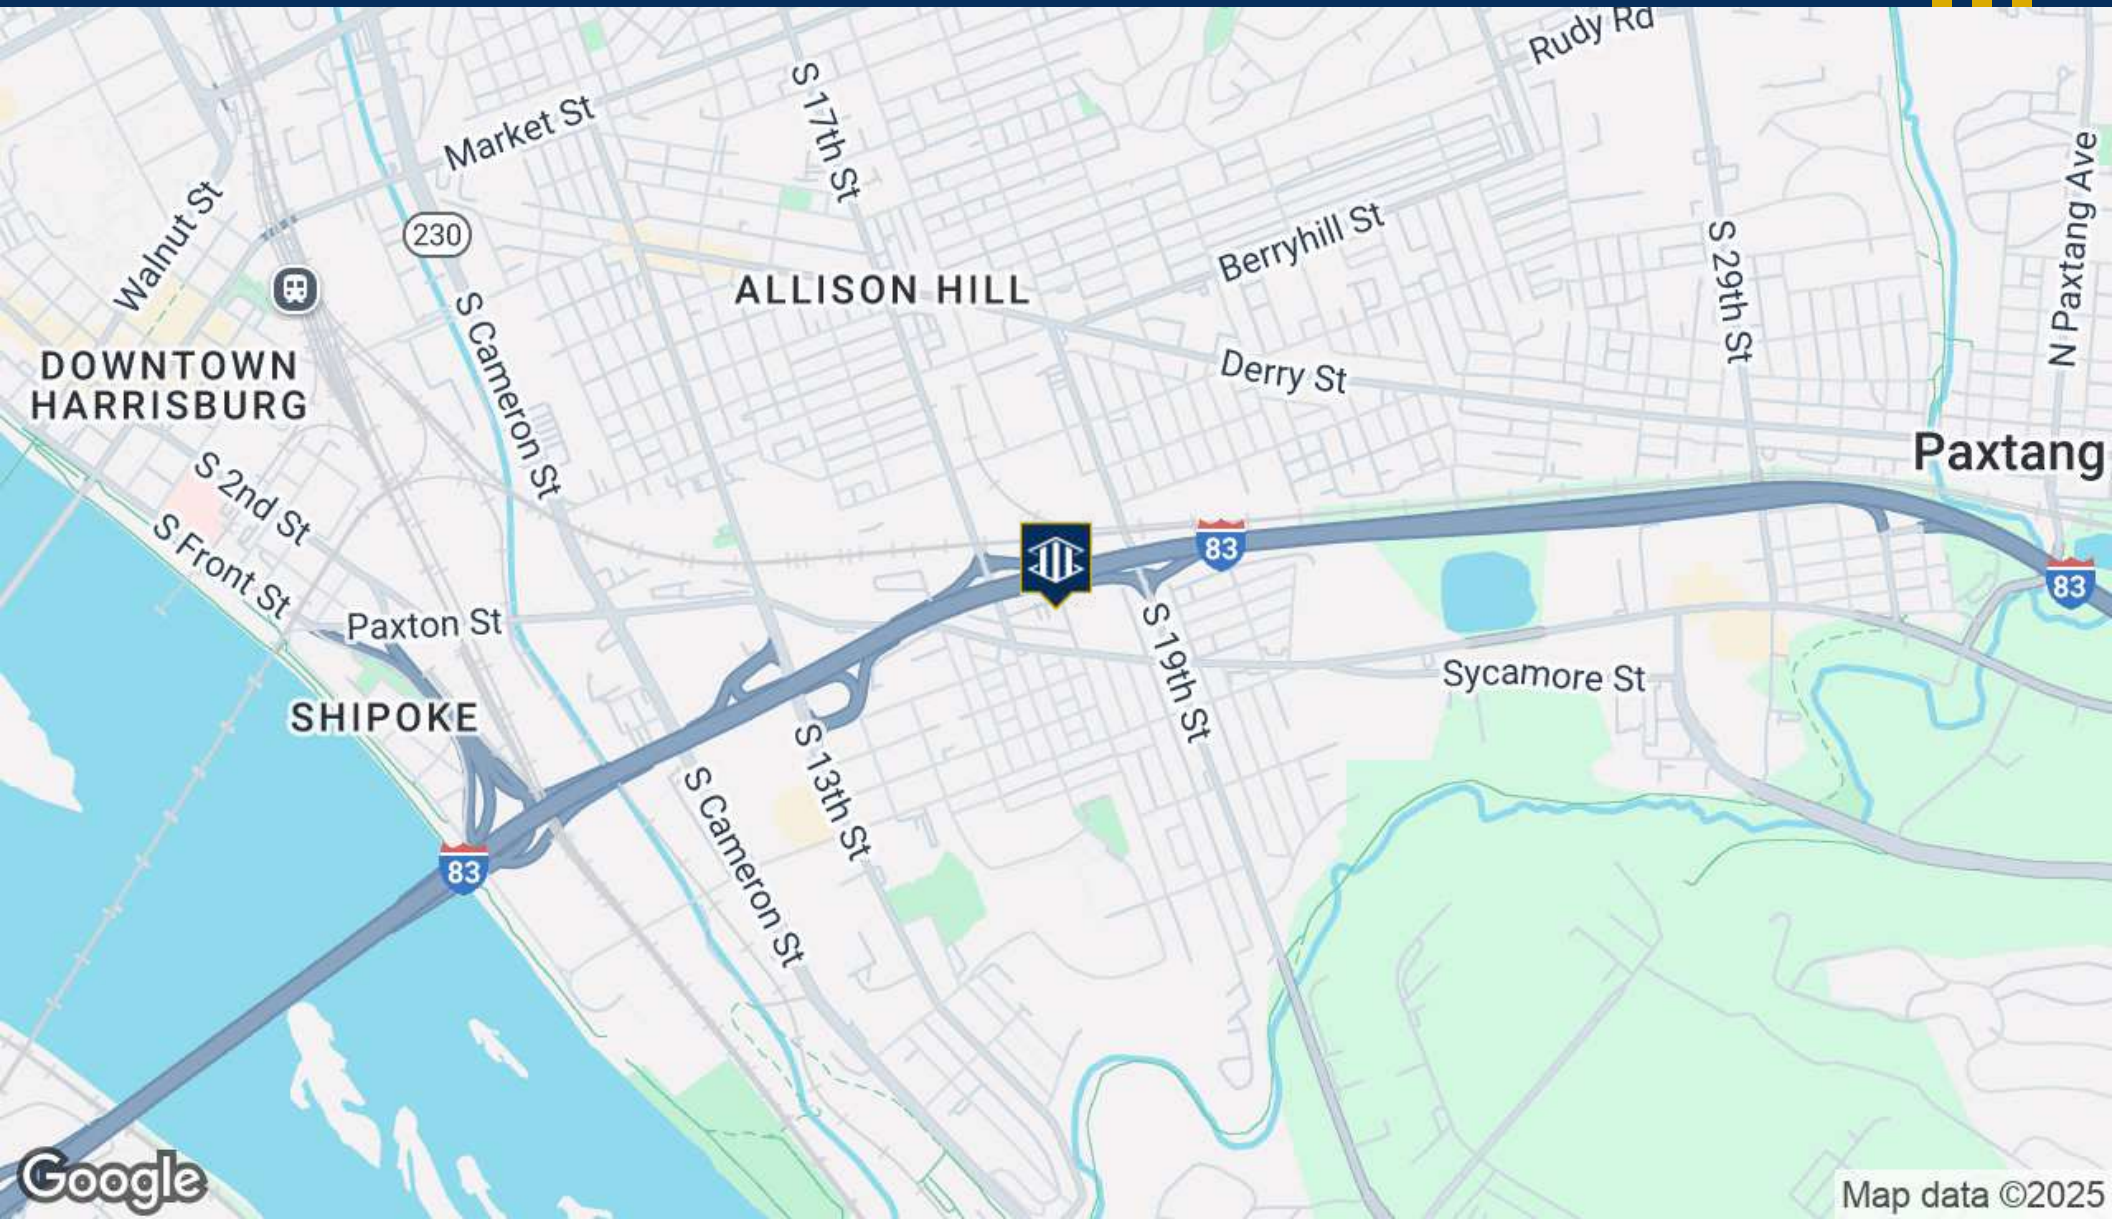 Rudy Rd
S 17th St
Market St
N Paxtang Ave
Walnut St
230
Berryhill St
S 29th St
ALLISON HILL
S Cameron St
DOWNTOWN
HARRISBURG
Derry St
Paxtang
S 2nd St
S Front St
83
83
Paxton St
S 19th St
Sycamore St
SHIPOKE
S 13th St
S Cameron St
83
Google
Map data ©2025